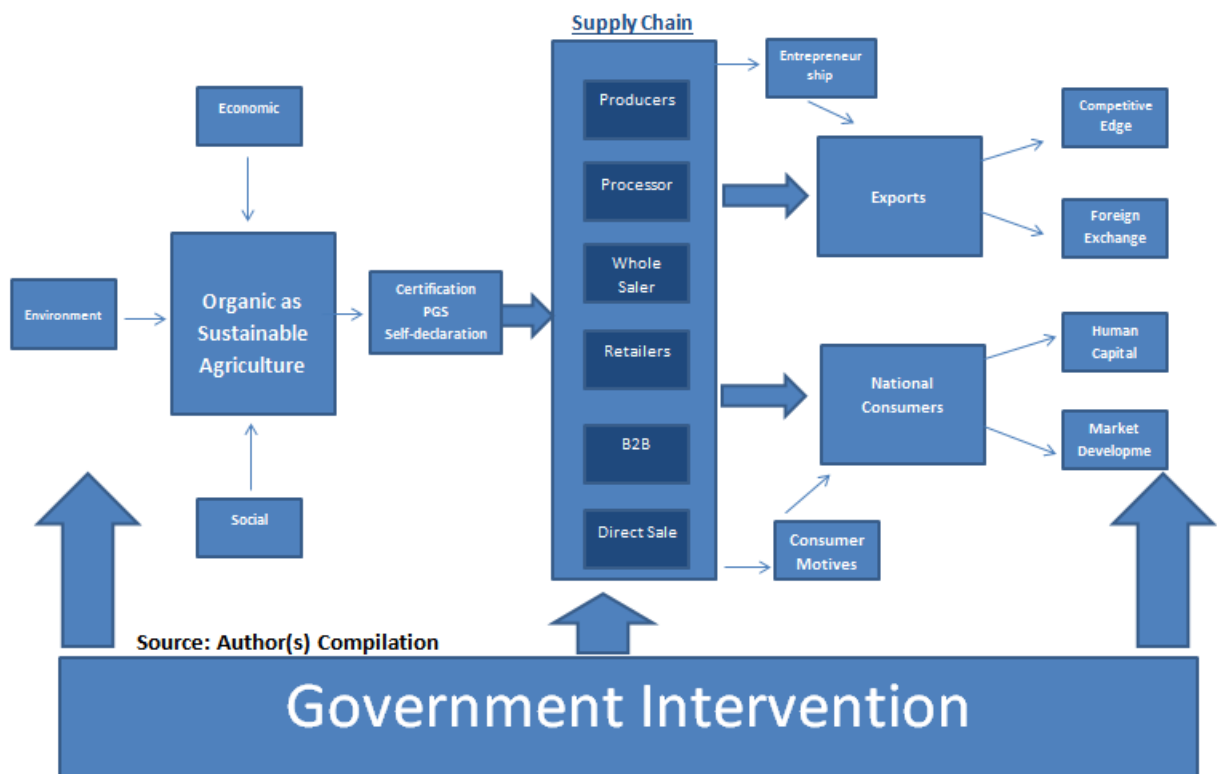 Supply Chain
Economic
Environment
Organic as
Sustainable
Agriculture
Social
Certification
PGS
Self-declaration
Producers
Processor
Whole
Saler
Retailers
B2B
Direct Sale
Entrepreneur
ship
Exports
Competitive
Edge
Foreign
Exchange
National
Consumers
Consumer
Motives
Human
Capital
Market
Developme
Source: Author(s) Compilation
Government Intervention